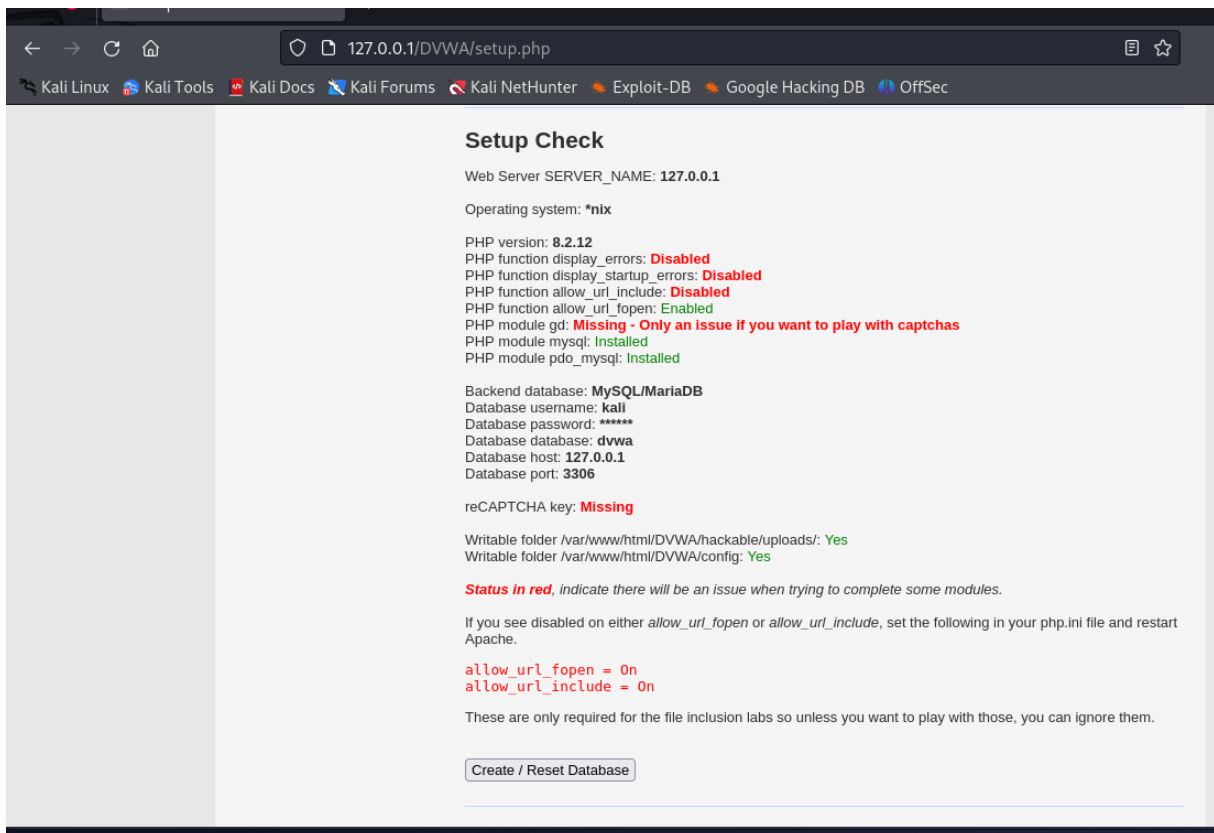 127.0.0.1/DVWA/setup.php
Kali Linux Kali Tools Kali Docs Kali Forums Kali NetHunter Exploit-DB Google Hacking DB OffSec
Setup Check
Web Server SERVER_NAME: 127.0.0.1
Operating system: *nix
PHP version: 8.2.12
PHP function display_errors: Disabled
PHP function display_startup_errors: Disabled
PHP function allow_url_include: Disabled
PHP function allow_url_fopen: Enabled
PHP module gd: Missing - Only an issue if you want to play with captchas
PHP module mysql: Installed
PHP module pdo_mysql: Installed
Backend database: MySQL/MariaDB
Database username: kali
Database password: ******
Database database: dvwa
Database host: 127.0.0.1
Database port: 3306
reCAPTCHA key: Missing
Writable folder /var/www/html/DVWA/hackable/uploads/: Yes
Writable folder /var/www/html/DVWA/config: Yes
Status in red, indicate there will be an issue when trying to complete some modules.
If you see disabled on either allow_url_fopen or allow_url_include, set the following in your php.ini file and restart
Apache.
allow_url_fopen = On
allow_url_include = On
These are only required for the file inclusion labs so unless you want to play with those, you can ignore them.
Create / Reset Database